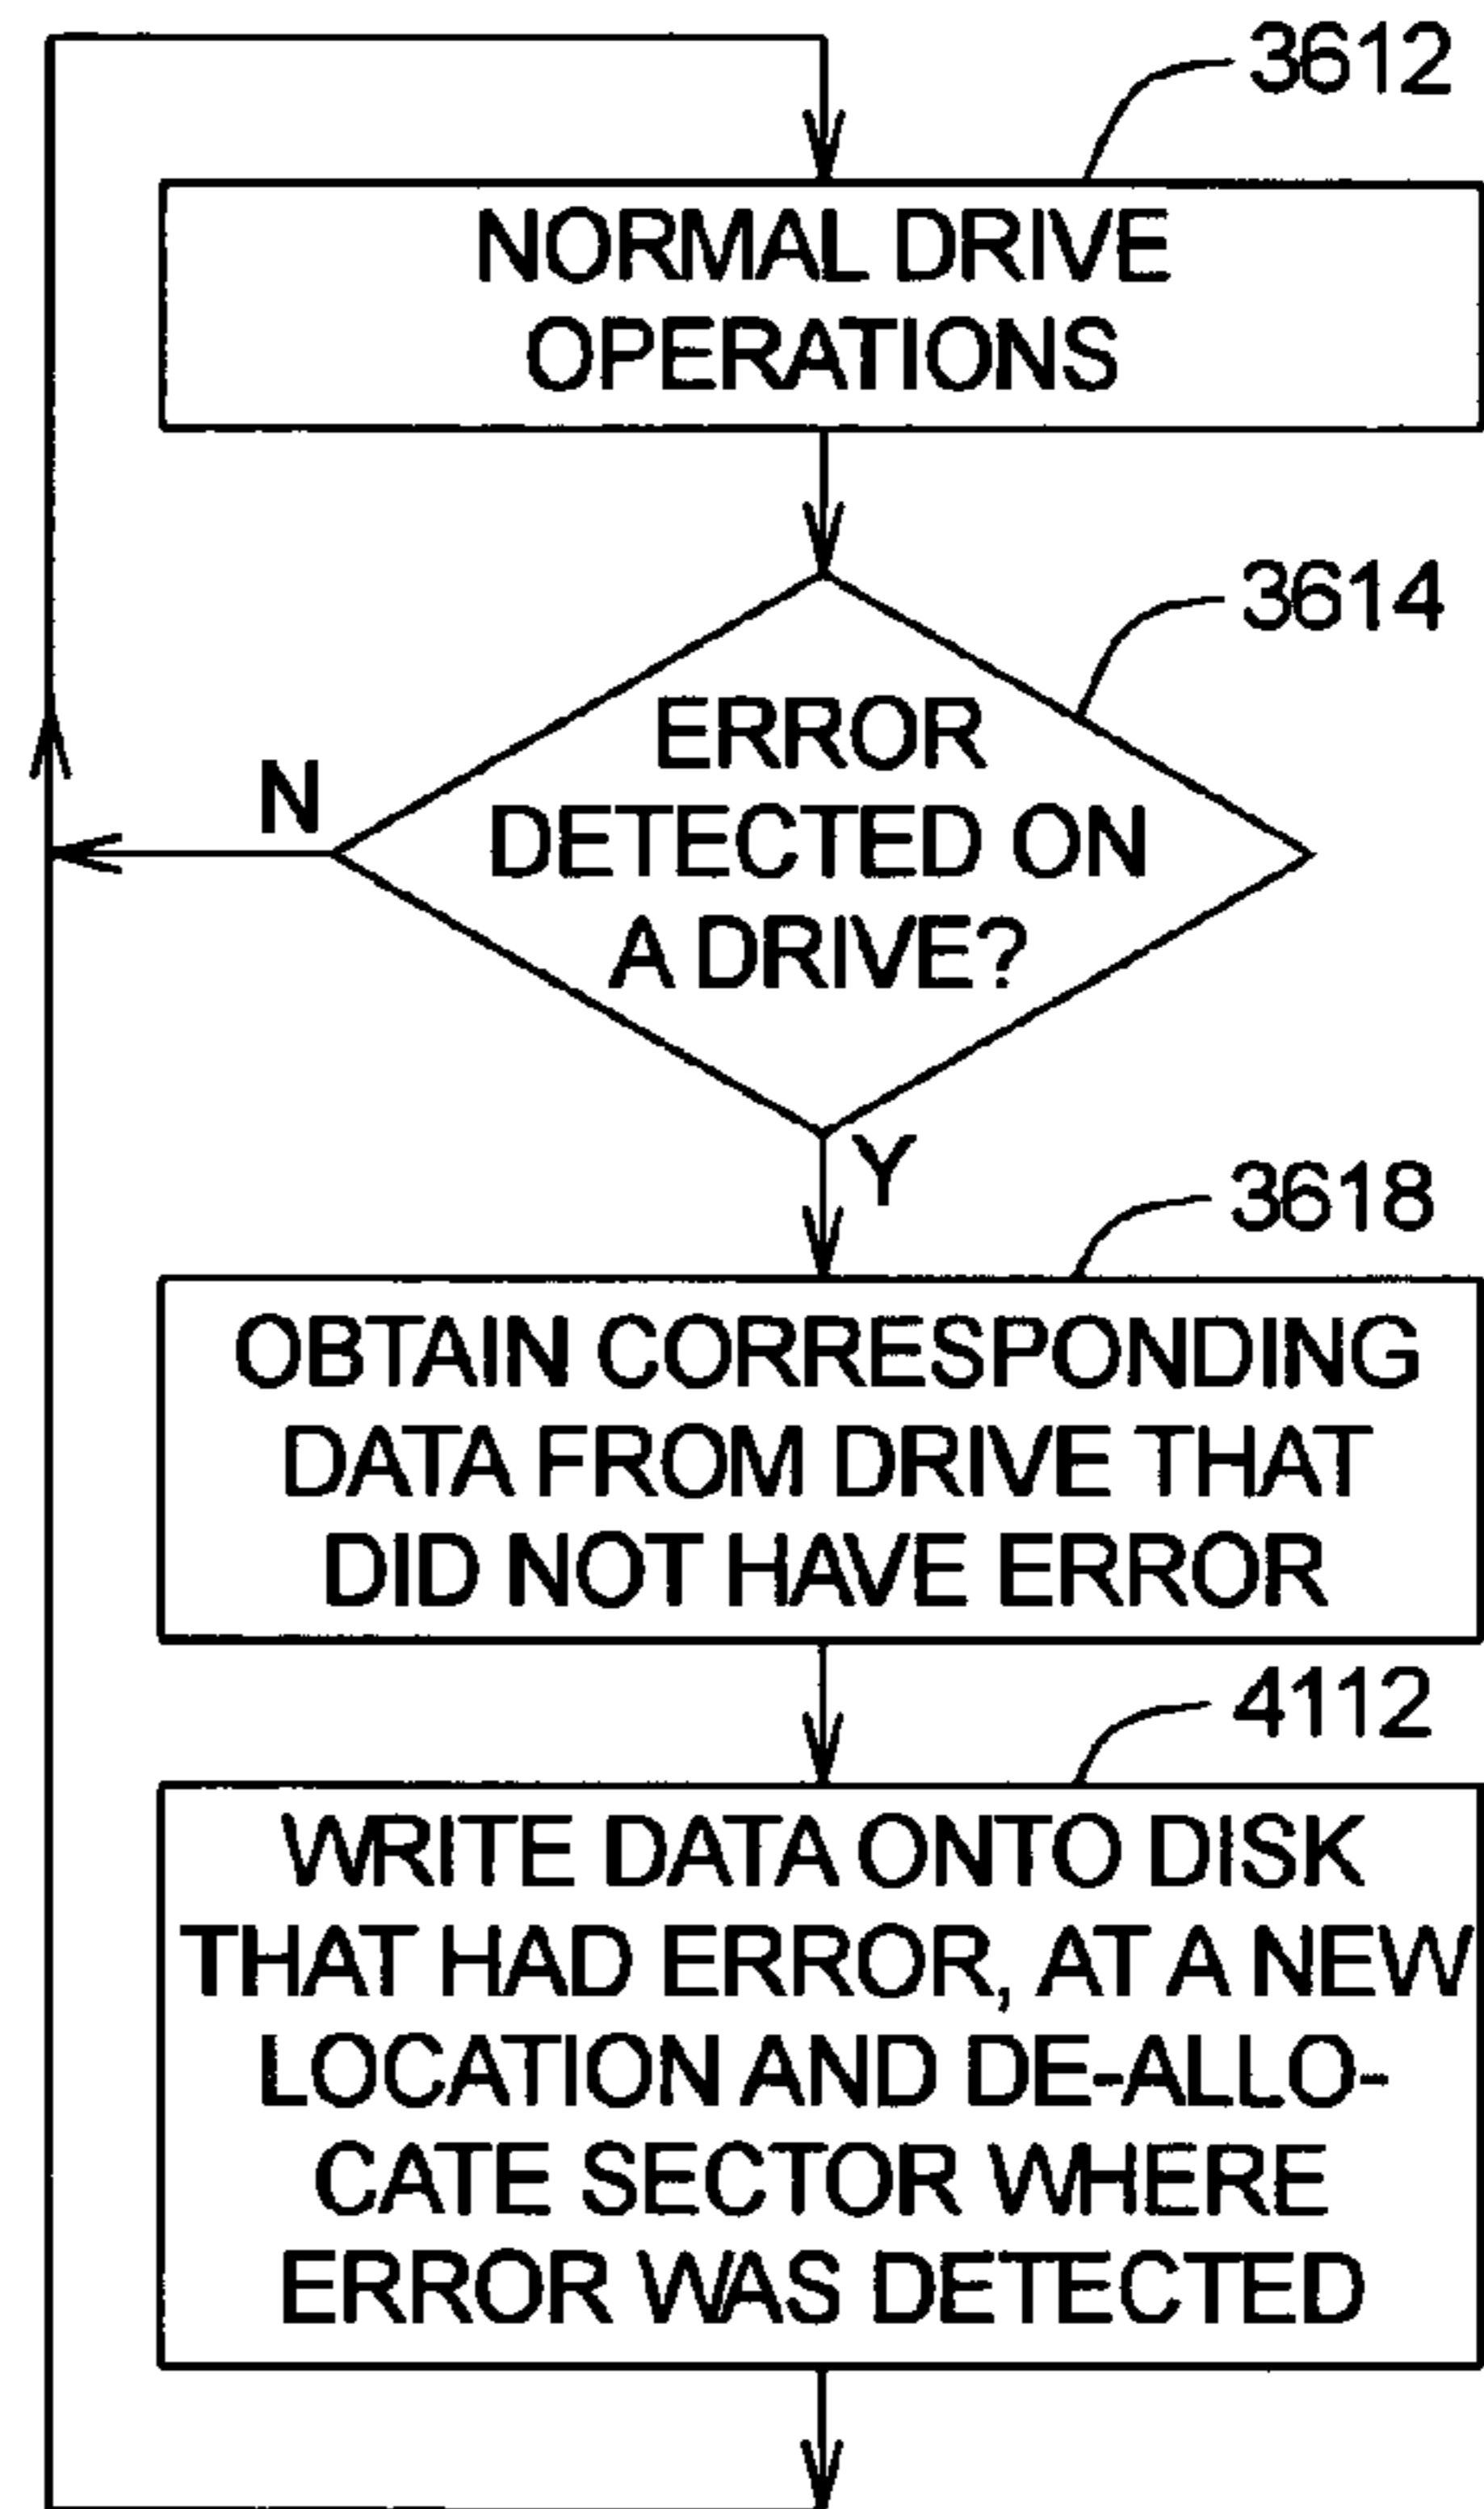 3612
NORMAL DRIVE
OPERATIONS
3614
ERROR
DETECTED ON
A DRIVE?
N
Y
3618
OBTAIN CORRESPONDING
DATA FROM DRIVE THAT
DID NOT HAVE ERROR
4112
WRITE DATA ONTO DISK
THAT HAD ERROR, AT A NEW
LOCATION AND DE-ALLO-
CATE SECTOR WHERE
ERROR WAS DETECTED